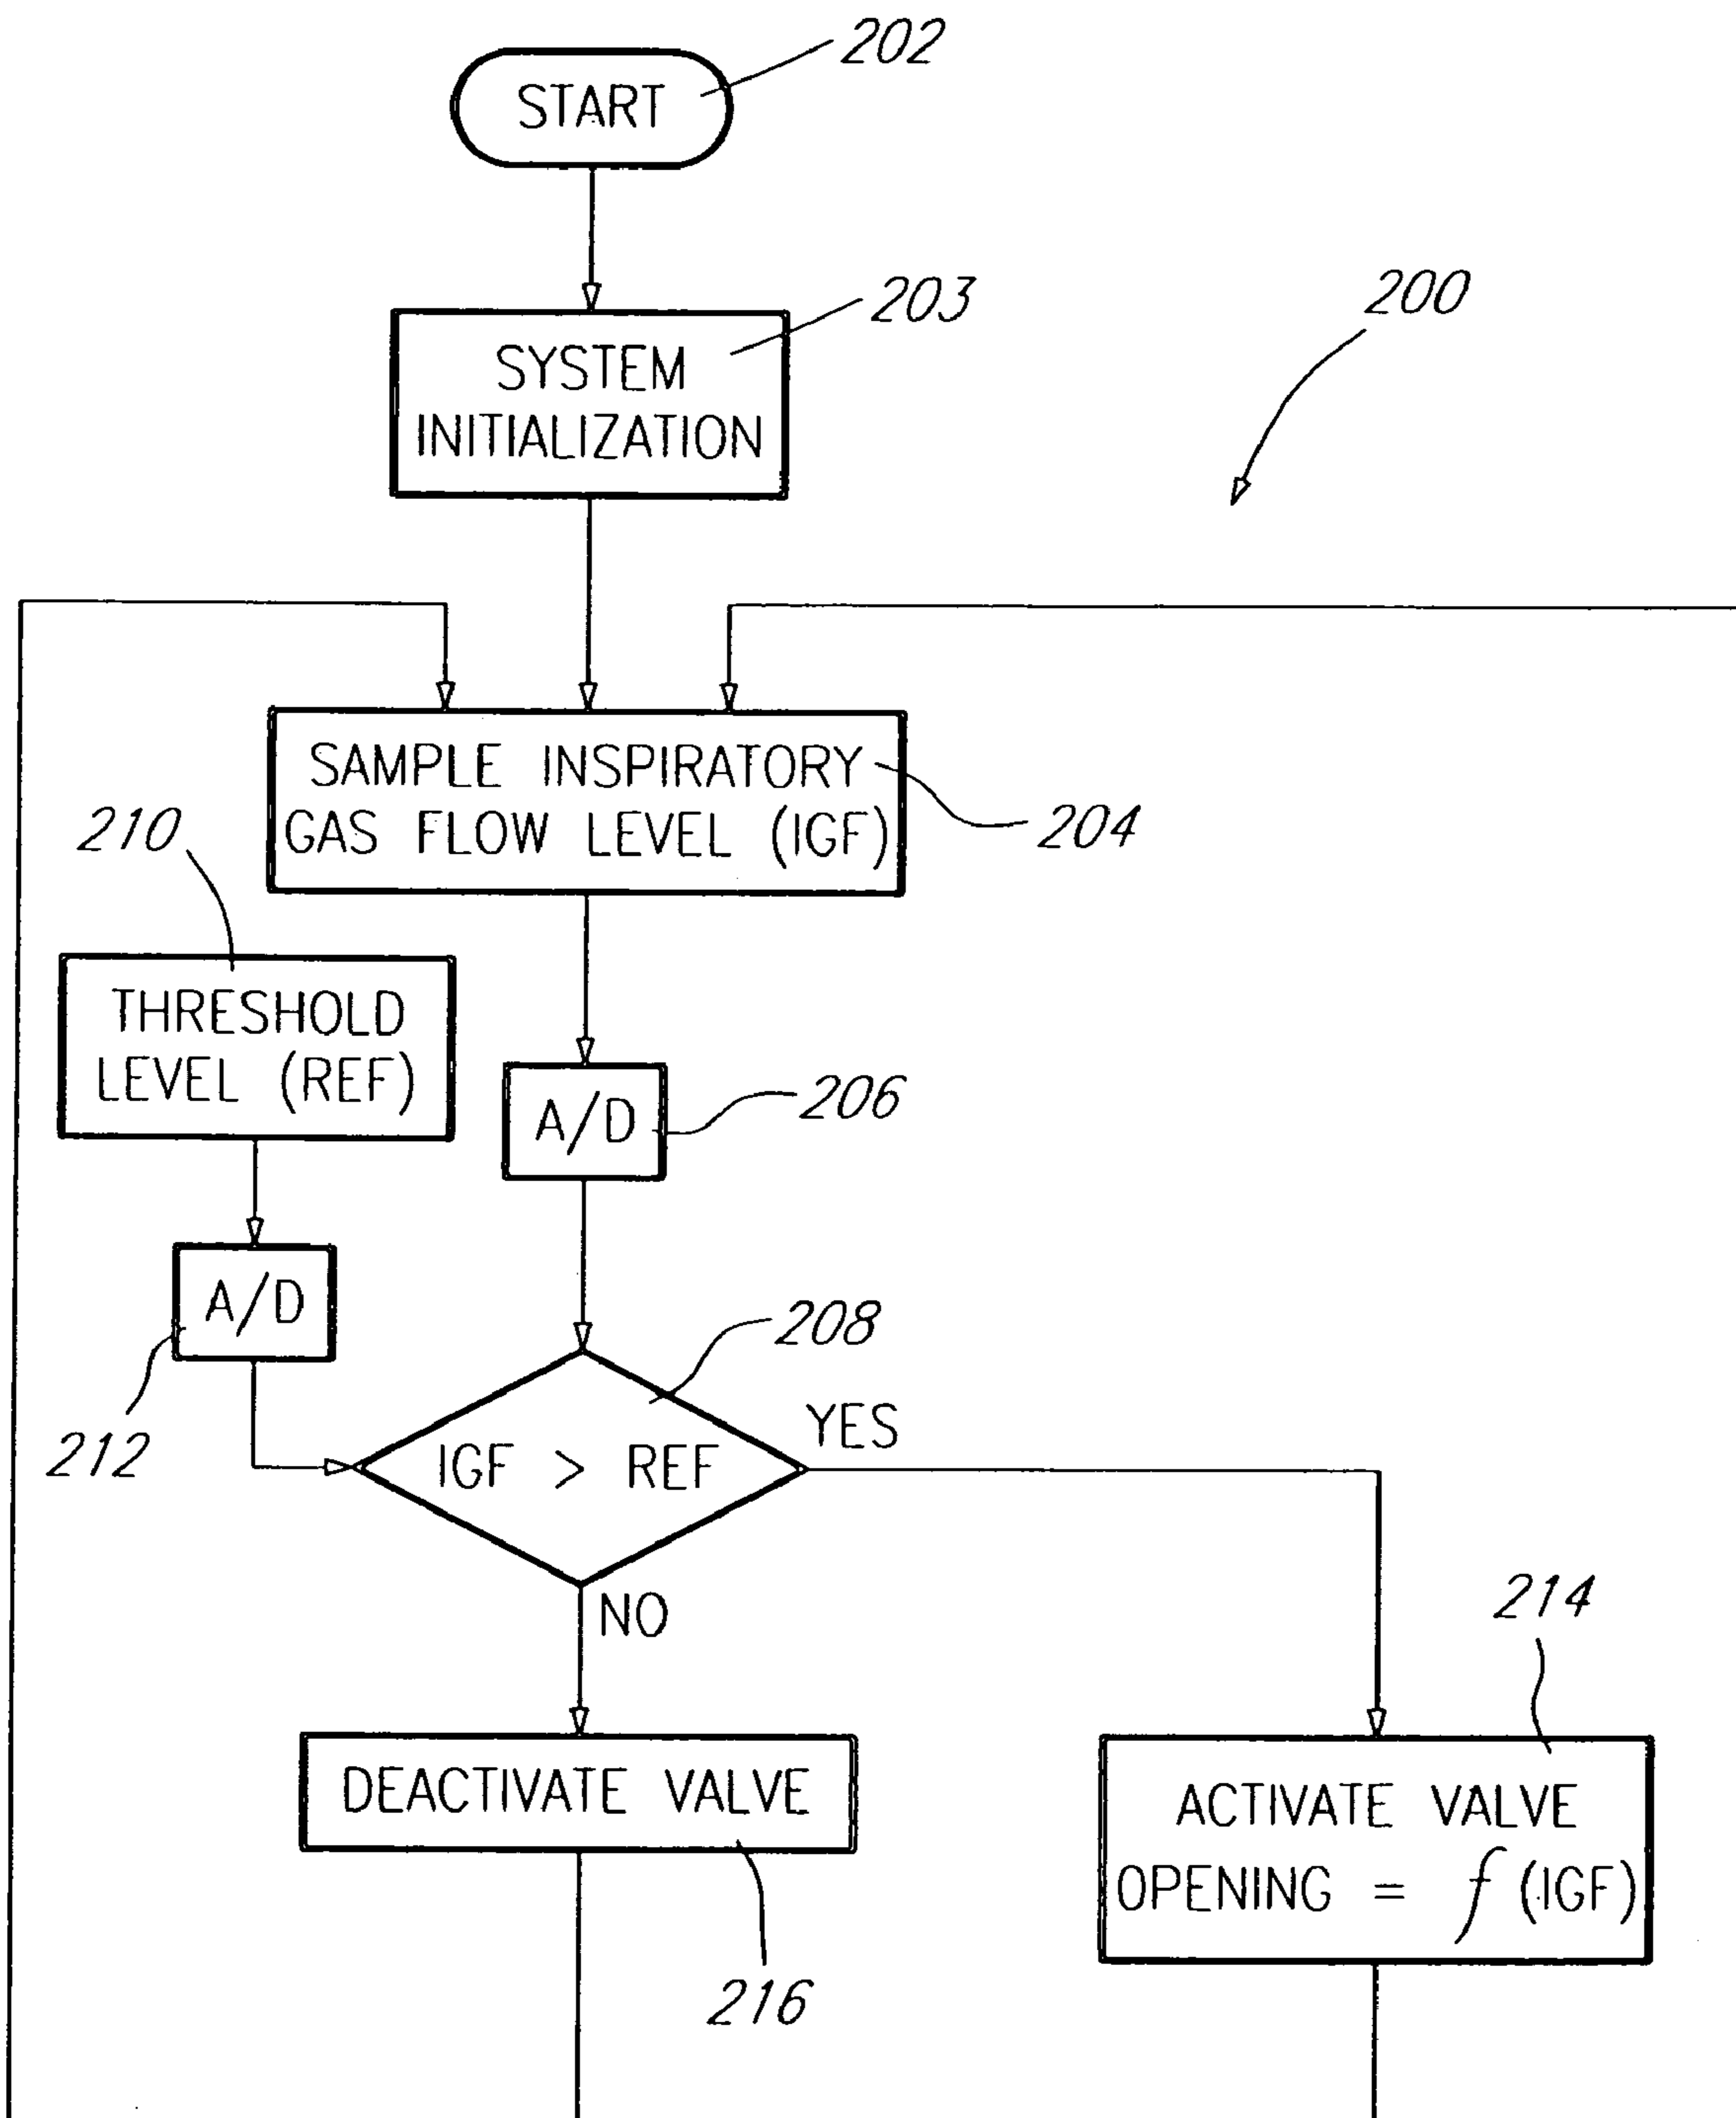 202
START
203
SYSTEM
INITIALIZATION
200
SAMPLE INSPIRATORY
GAS FLOW LEVEL (IGF)
204
210
THRESHOLD
LEVEL (REF)
A/D
206
A/D
212
208
IGF > REF
YES
NO
214
DEACTIVATE VALVE
216
ACTIVATE VALVE
OPENING = f (IGF)